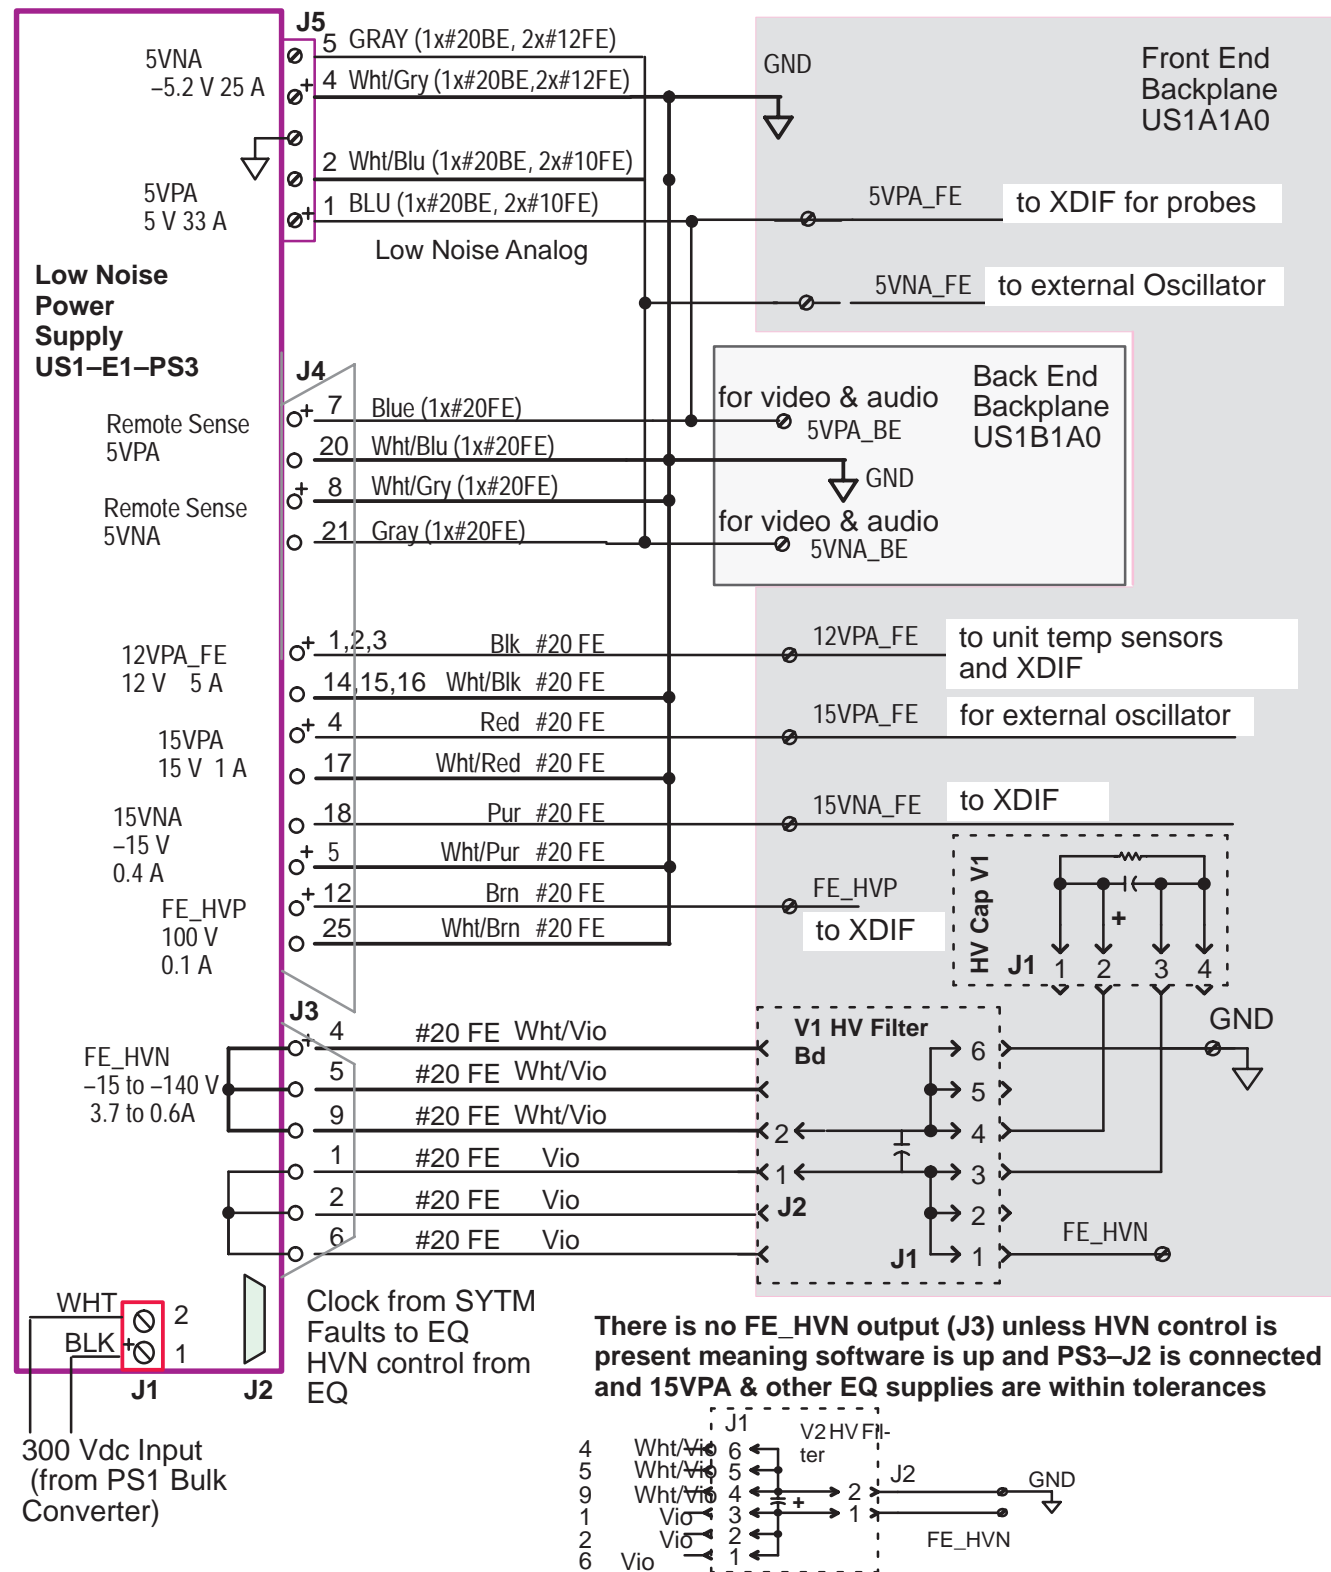 J5
5 GRAY (1x#20BE, 2x#12FE)
5VNA
–5.2 V 25 A
+ 4 Wht/Gry (1x#20BE,2x#12FE)
GND
Front End
Backplane
US1A1A0
2 Wht/Blu (1x#20BE, 2x#10FE)
5VPA
5 V 33 A
+ 1 BLU (1x#20BE, 2x#10FE)
5VPA_FE to XDIF for probes
Low Noise Analog
5VNA_FE to external Oscillator
Low Noise
Power
Supply
US1–E1–PS3
J4
Back End
Backplane
US1B1A0
for video & audio
5VPA_BE
Remote Sense
5VPA
+ 7 Blue (1x#20FE)
20 Wht/Blu (1x#20FE)
GND
Remote Sense
5VNA
+ 8 Wht/Gry (1x#20FE)
21 Gray (1x#20FE)
for video & audio
5VNA_BE
12VPA_FE
12 V 5 A
+ 1,2,3 Blk #20 FE
12VPA_FE to unit temp sensors
and XDIF
14,15,16 Wht/Blk #20 FE
15VPA
15 V 1 A
+ 4 Red #20 FE
15VPA_FE for external oscillator
17 Wht/Red #20 FE
15VNA
–15 V
0.4 A
18 Pur #20 FE
15VNA_FE to XDIF
+ 5 Wht/Pur #20 FE
FE_HVP
100 V
0.1 A
+ 12 Brn #20 FE
FE_HVP
to XDIF
25 Wht/Brn #20 FE
HV Cap V1
+
J1 1 2 3 4
J3
FE_HVN
–15 to –140 V
3.7 to 0.6A
+ 4 #20 FE Wht/Vio
5 #20 FE Wht/Vio
9 #20 FE Wht/Vio
1 #20 FE Vio
2 #20 FE Vio
6 #20 FE Vio
V1 HV Filter
Bd
GND
6
5
2 4
1 3
J2 2
J1 1
FE_HVN
WHT 2
BLK + 1
J1
J2
Clock from SYTM
Faults to EQ
HVN control from
EQ
300 Vdc Input
(from PS1 Bulk
Converter)
There is no FE_HVN output (J3) unless HVN control is
present meaning software is up and PS3–J2 is connected
and 15VPA & other EQ supplies are within tolerances
J1
V2 HV Fil-
ter
4 Wht/Vio 6
5 Wht/Vio 5
9 Wht/Vio 4
1 Vio 3
2 Vio 2
6 Vio 1
+
2
1
J2
GND
FE_HVN